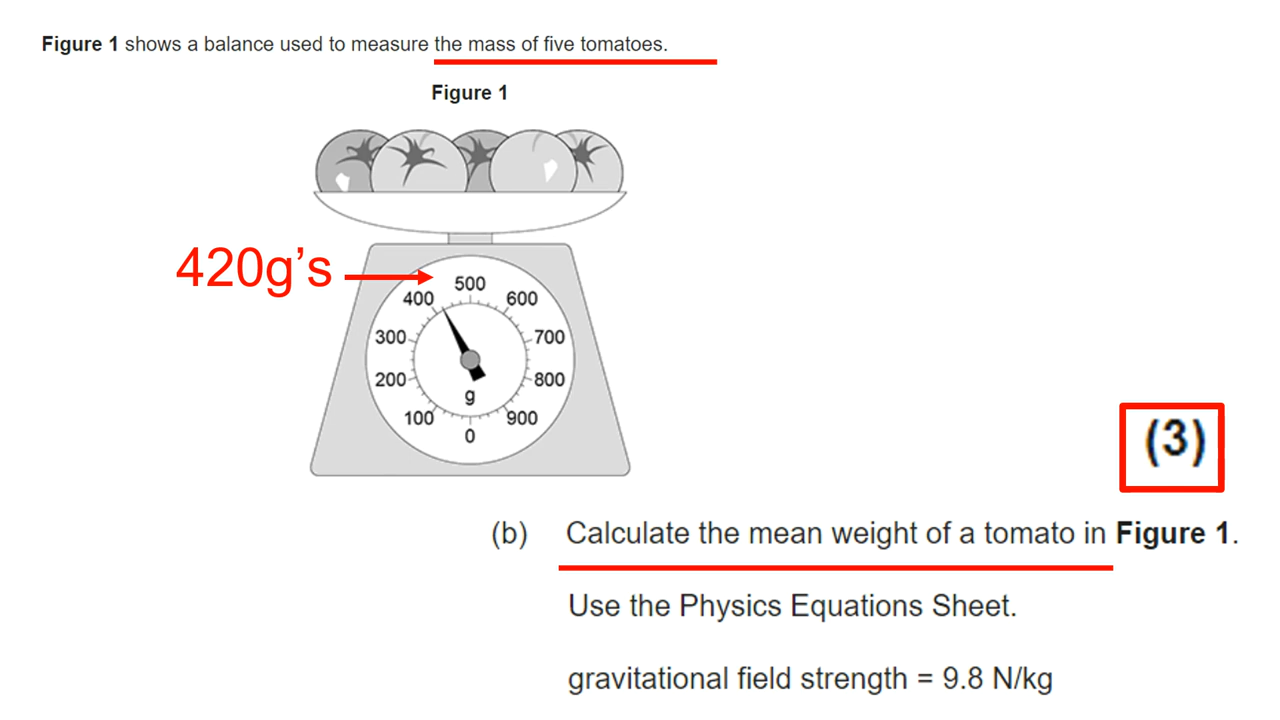 Figure 1 shows a balance used to measure the mass of five tomatoes.
Figure 1
420g’s
500
400
600
300
700
200
800
g
100
900
0
(3)
(b) Calculate the mean weight of a tomato in Figure 1.
Use the Physics Equations Sheet.
gravitational field strength = 9.8 N/kg